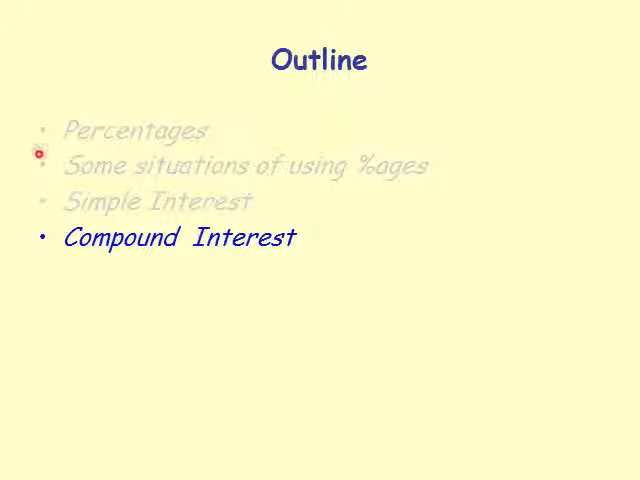 Outline
• Percentages
• Some situations of using %ages
• Simple Interest
• Compound Interest